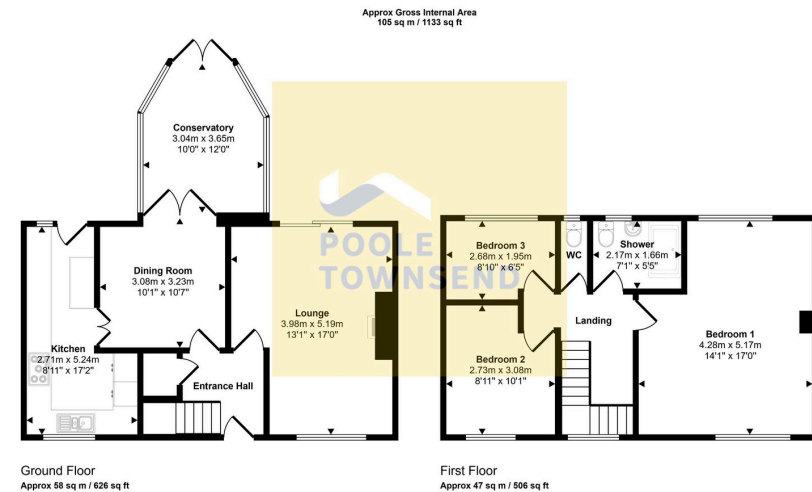 Approx Gross Internal Area
105 sq m / 1133 sq ft
Conservatory
3.04m x 3.65m
10'0" x 12'0"
POOLE
TOWNSEND
Dining Room
3.08m x 3.23m
10'1" x 10'7"
Kitchen
2.71m x 5.24m
8'11" x 17'2"
Lounge
3.98m x 5.19m
13'1" x 17'0"
Entrance Hall
Ground Floor
Approx 58 sq m / 626 sq ft
Bedroom 3
2.68m x 1.95m
8'10" x 6'5"
WC
Shower
2.17m x 1.66m
7'1" x 5'5"
Landing
Bedroom 2
2.73m x 3.08m
8'11" x 10'1"
Bedroom 1
4.28m x 5.17m
14'1" x 17'0"
First Floor
Approx 47 sq m / 506 sq ft